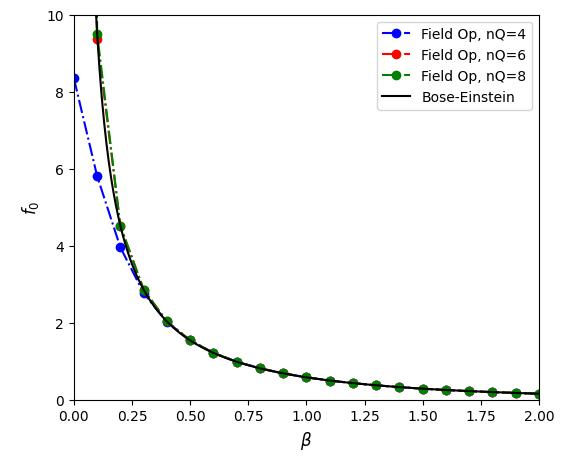 10
8
6
4
2
0
f₀
0.00 0.25 0.50 0.75 1.00 1.25 1.50 1.75 2.00
β
Field Op, nQ=4
Field Op, nQ=6
Field Op, nQ=8
Bose-Einstein